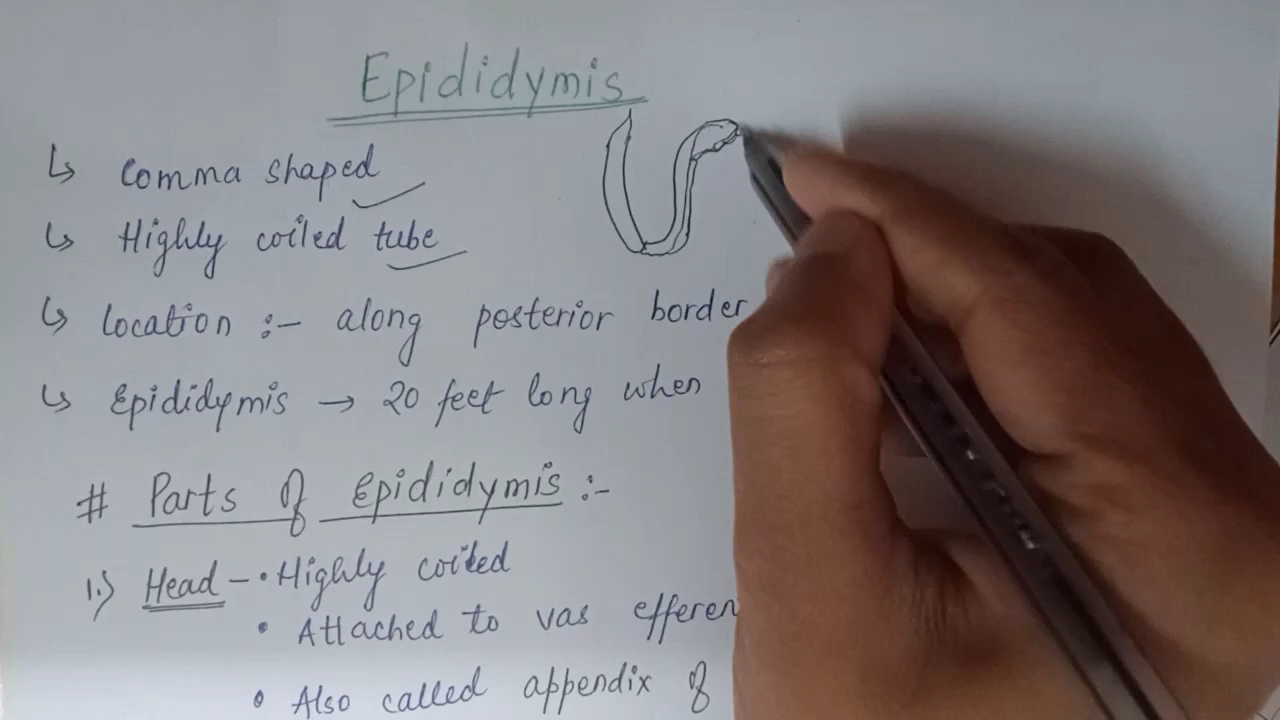 Epididymis
↳ Comma shaped
↳ Highly coiled tube
↳ location :- along posterior border
↳ Epididymis → 20 feet long when
# Parts of Epididymis :-
1.) Head - • Highly coiled
• Attached to vas efferen
• Also called appendix of